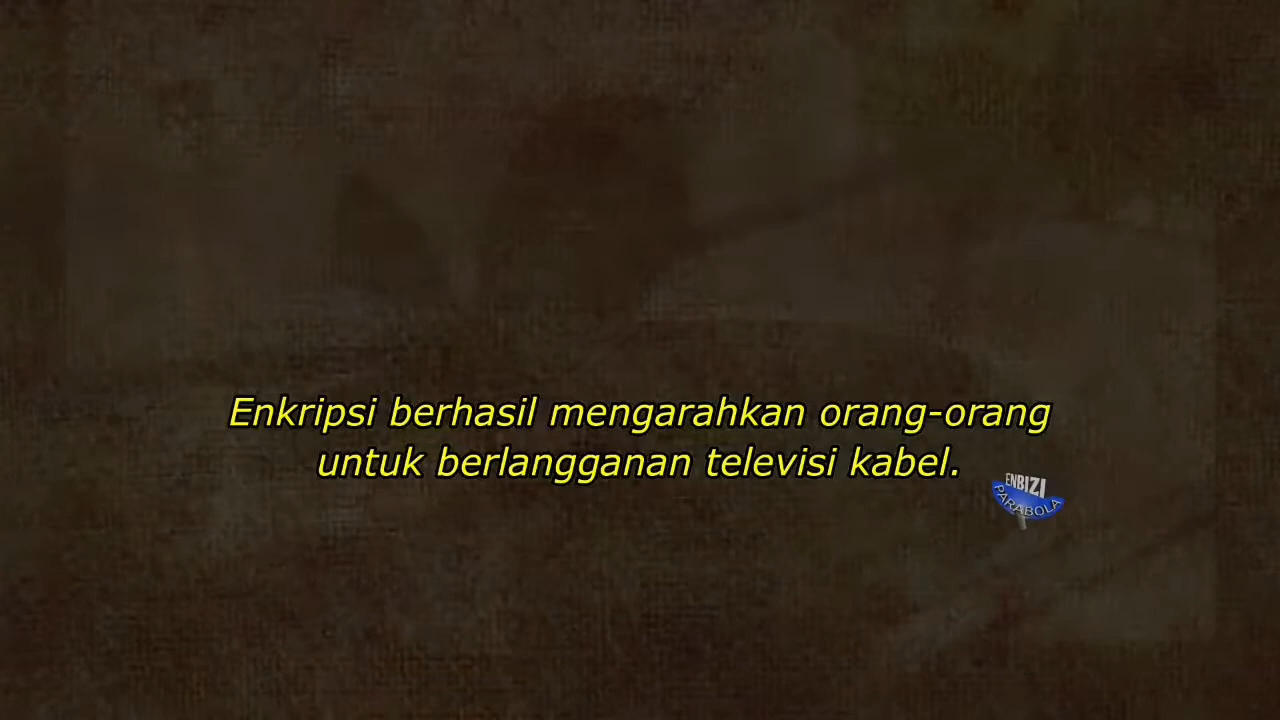 Enkripsi berhasil mengarahkan orang-orang
untuk berlangganan televisi kabel.
ENBIZI
PARABOLA